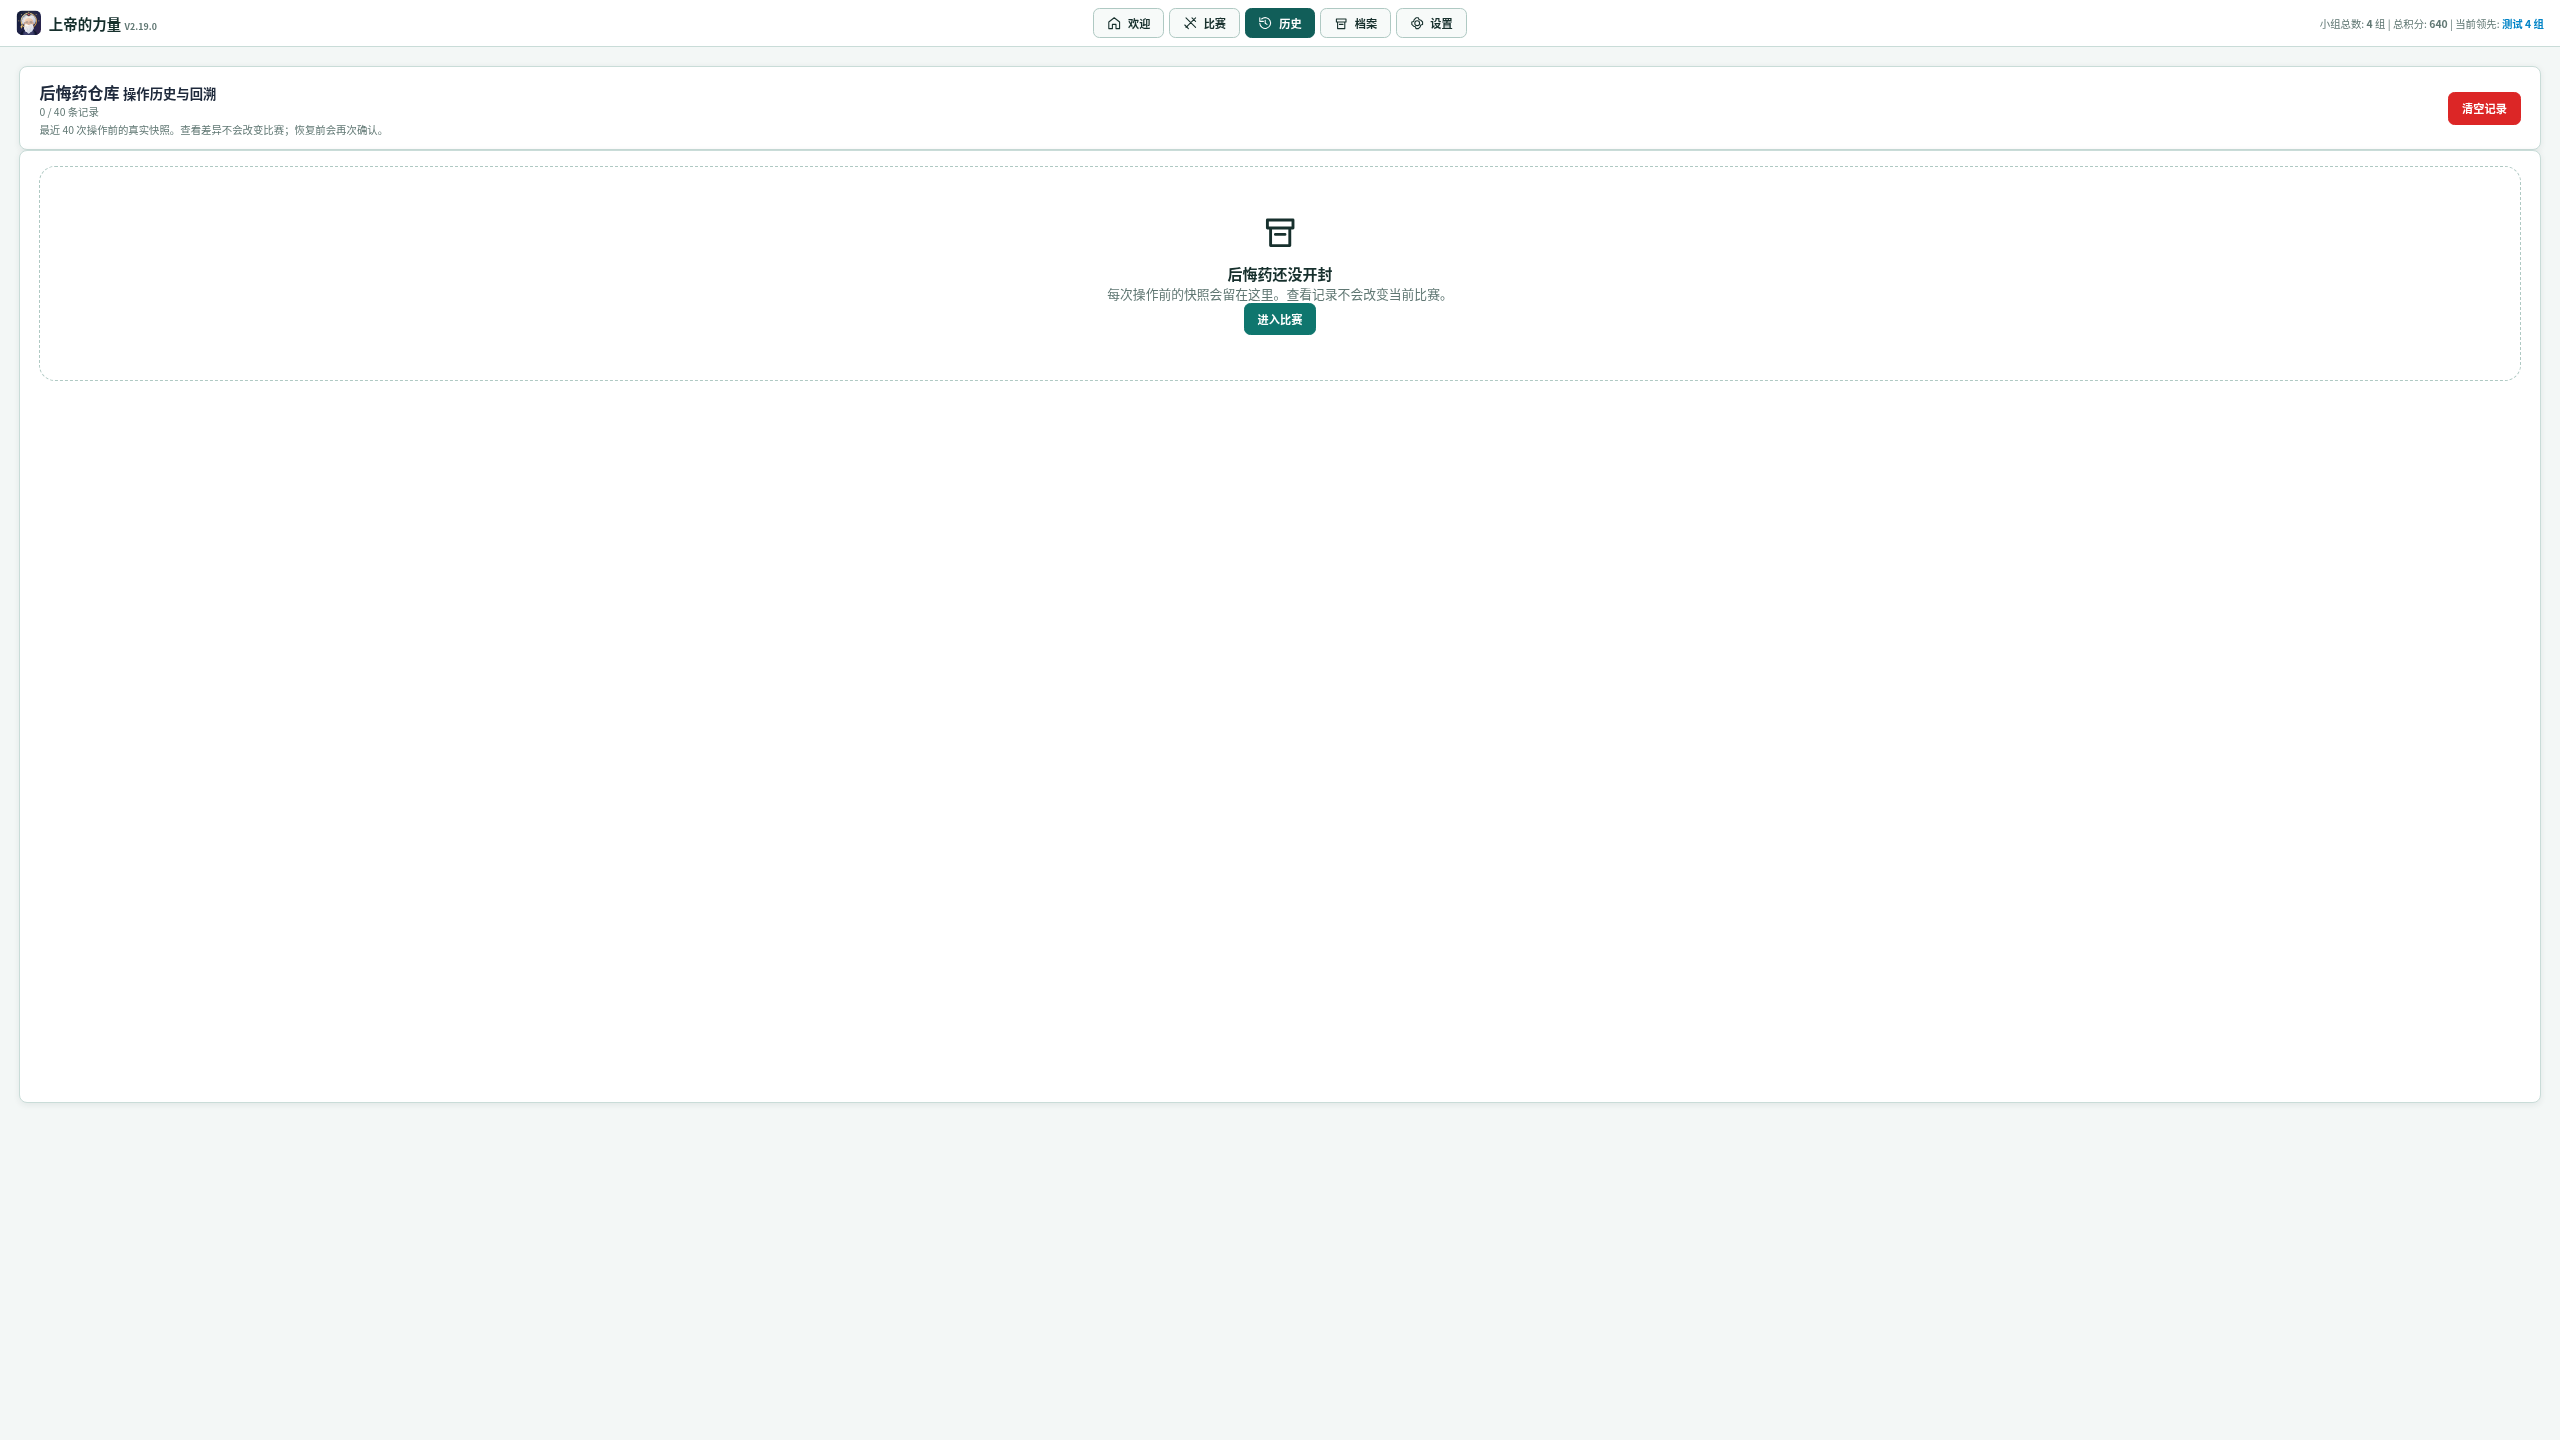 上帝的力量 V2.19.0
欢迎
比赛
历史
档案
设置
小组总数: 4 组 | 总积分: 640 | 当前领先: 测试 4 组
后悔药仓库 操作历史与回溯
0 / 40 条记录
最近 40 次操作前的真实快照。查看差异不会改变比赛；恢复前会再次确认。
清空记录
后悔药还没开封
每次操作前的快照会留在这里。查看记录不会改变当前比赛。
进入比赛